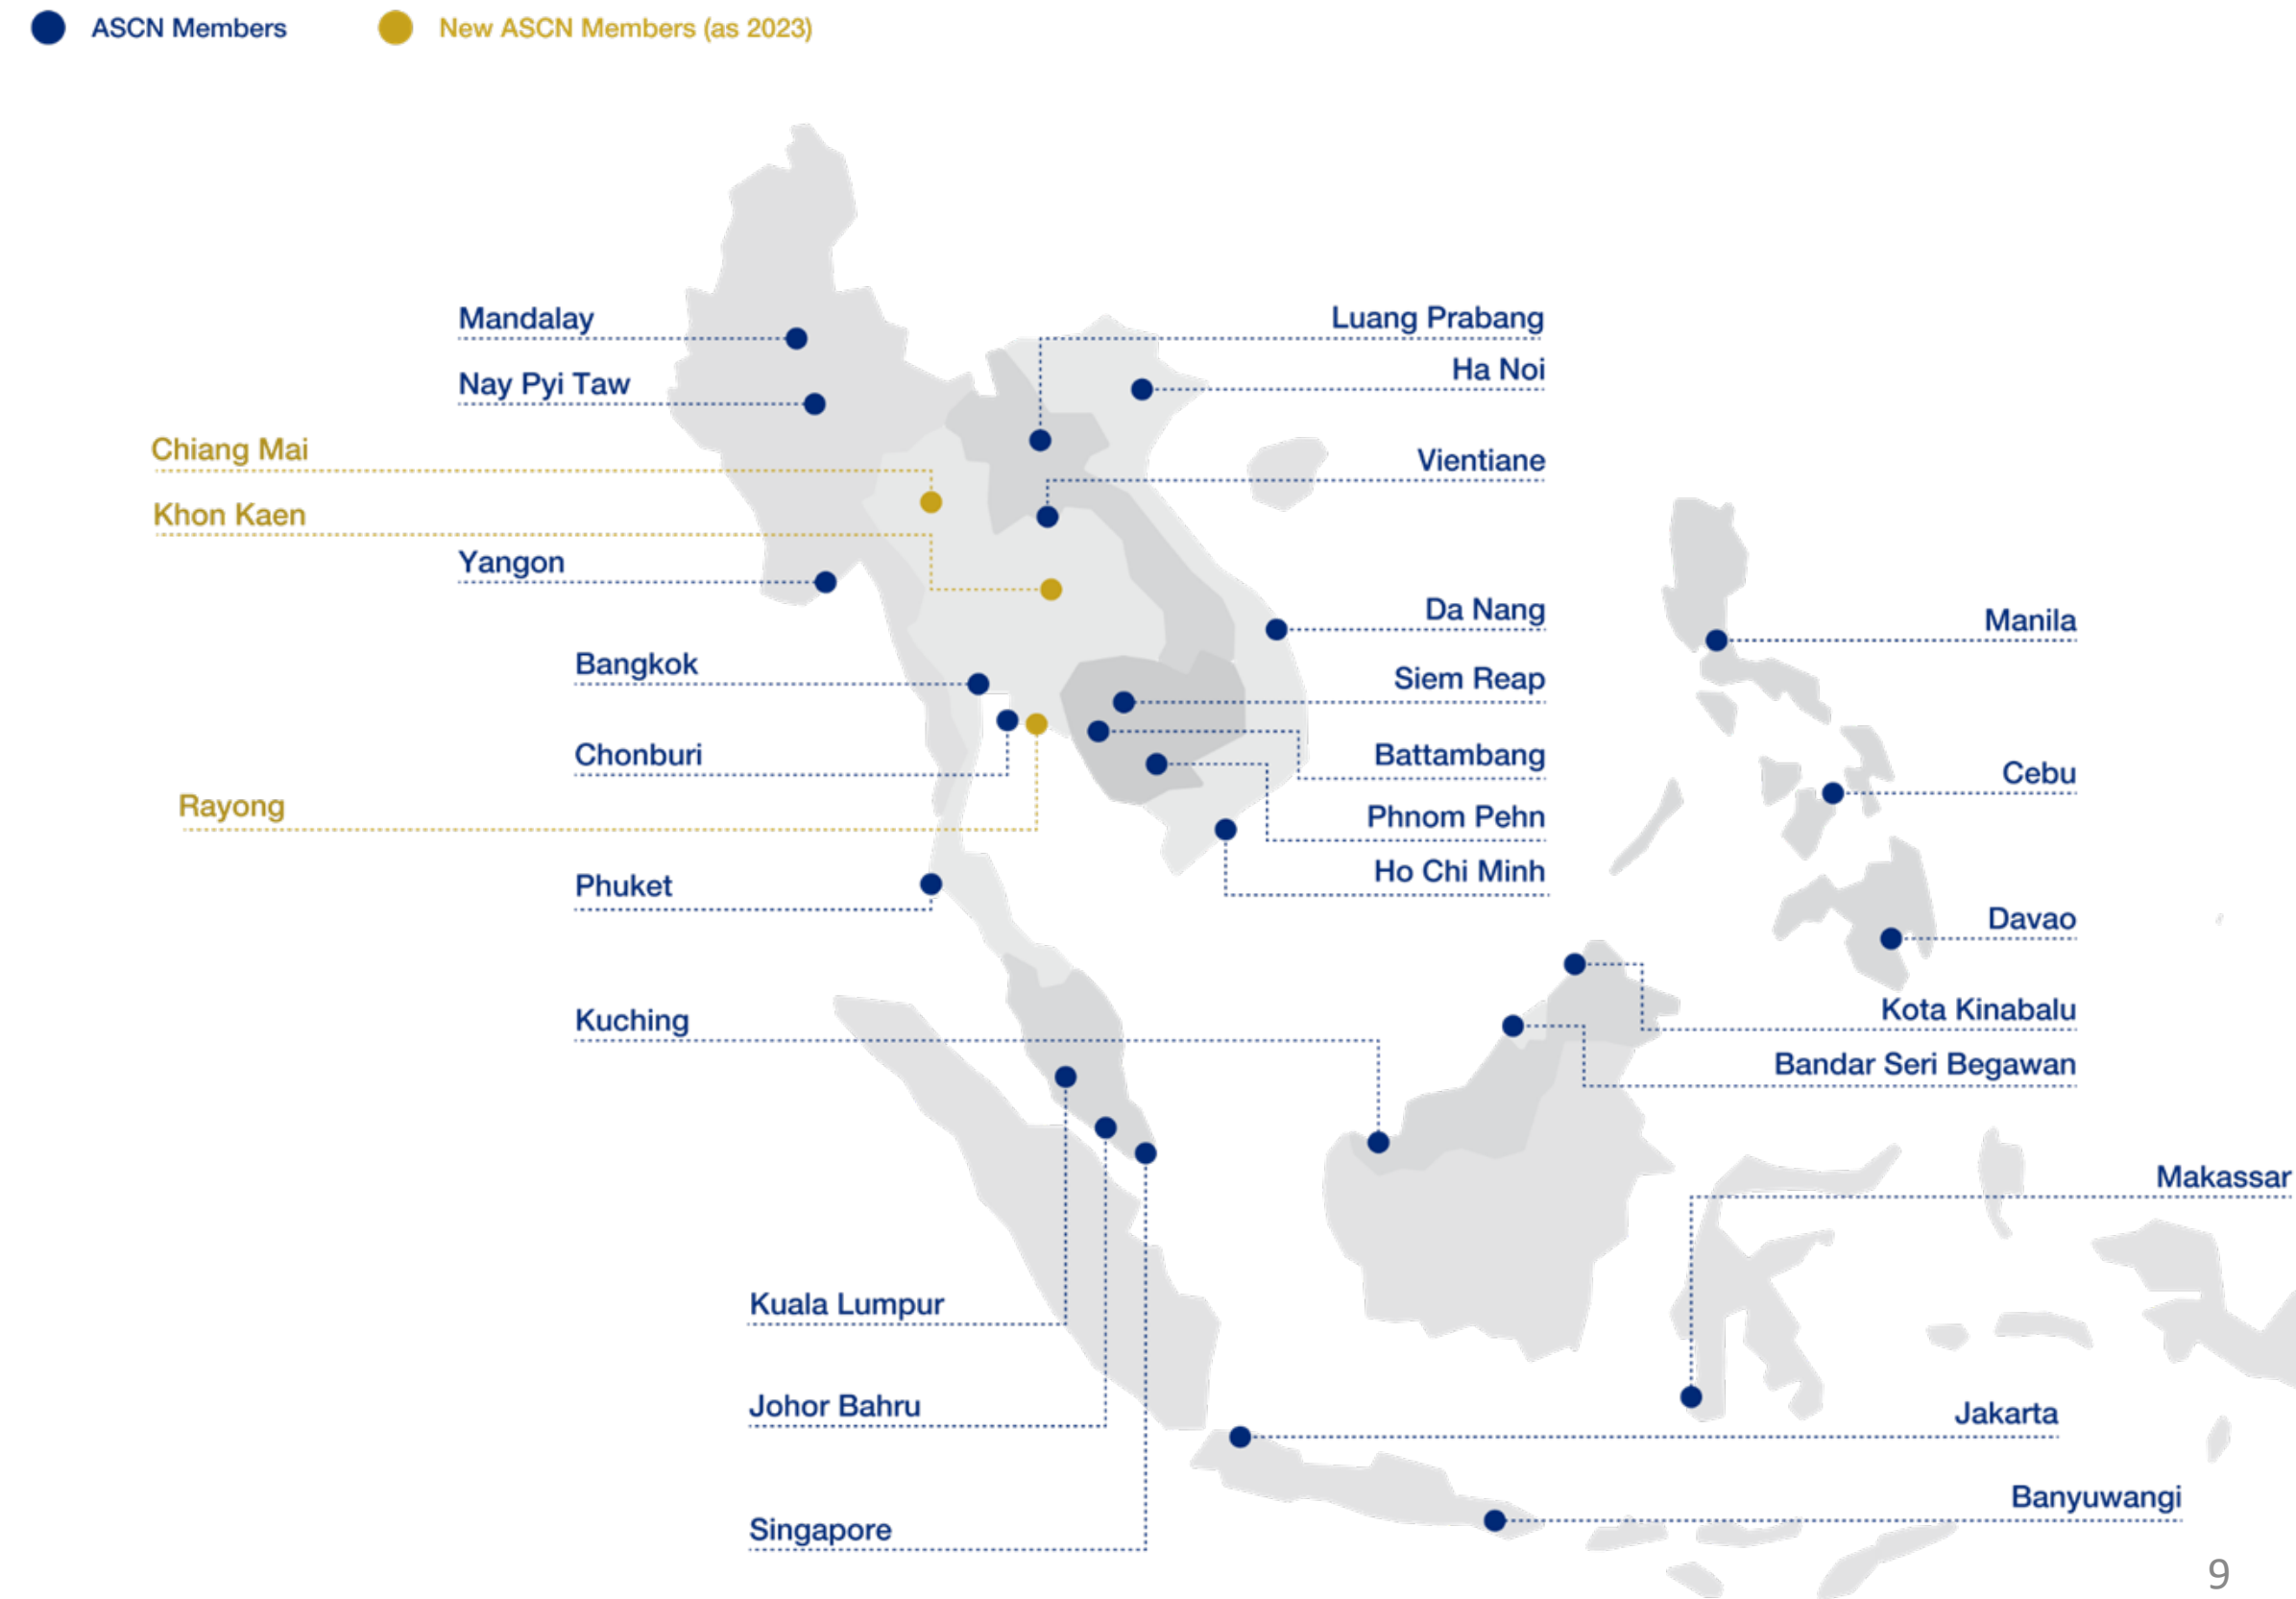 ASCN Members
New ASCN Members (as 2023)
Mandalay
Luang Prabang
Nay Pyi Taw
Ha Noi
Chiang Mai
Vientiane
Khon Kaen
Yangon
Da Nang
Manila
Bangkok
Siem Reap
Chonburi
Battambang
Cebu
Rayong
Phnom Pehn
Phuket
Ho Chi Minh
Davao
Kuching
Kota Kinabalu
Bandar Seri Begawan
Makassar
Kuala Lumpur
Johor Bahru
Jakarta
Singapore
Banyuwangi
9